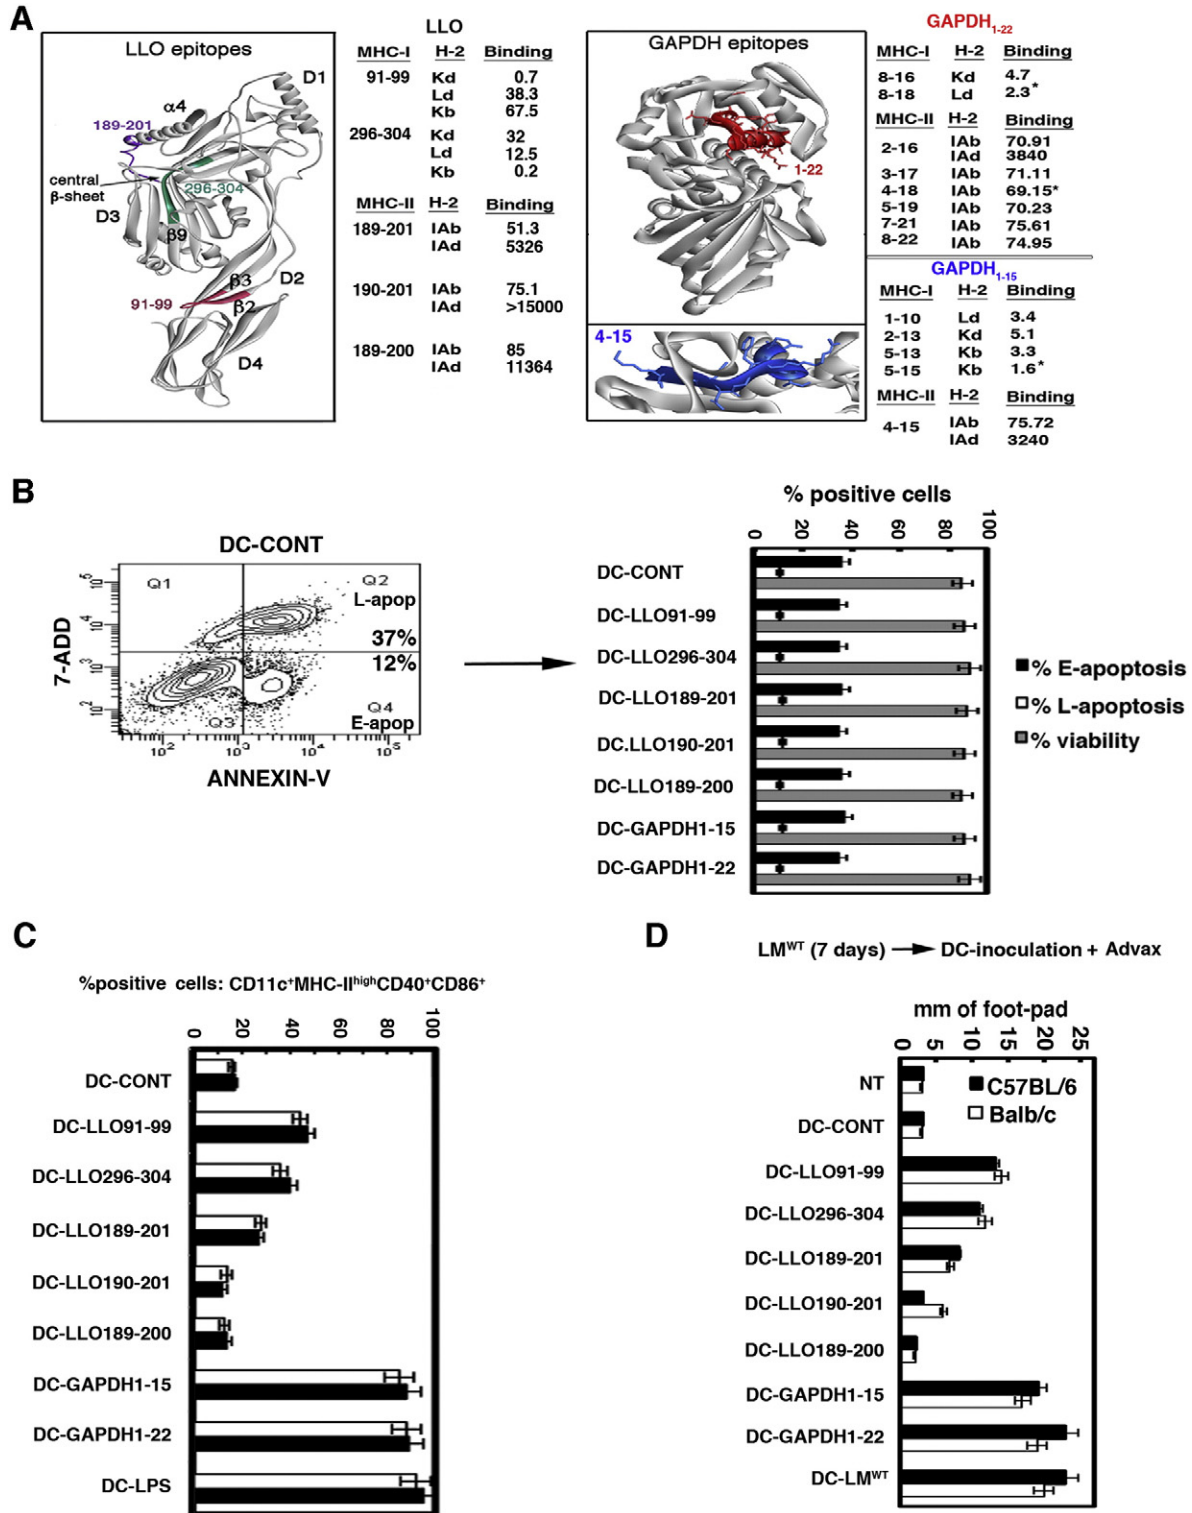 A
LLO epitopes
D1
α4
189-201
central
β-sheet
296-304
D3
β9
β3
D2
91-99
β2
D4
LLO
MHC-I H-2 Binding
91-99 Kd 0.7
Ld 38.3
Kb 67.5
296-304 Kd 32
Ld 12.5
Kb 0.2
MHC-II H-2 Binding
189-201 IAb 51.3
IAd 5326
190-201 IAb 75.1
IAd >15000
189-200 IAb 85
IAd 11364
GAPDH epitopes
1-22
4-15
GAPDH1-22
MHC-I H-2 Binding
8-16 Kd 4.7
8-18 Ld 2.3*
MHC-II H-2 Binding
2-16 IAb 70.91
IAd 3840
3-17 IAb 71.11
4-18 IAb 69.15*
5-19 IAb 70.23
7-21 IAb 75.61
8-22 IAb 74.95
GAPDH1-15
MHC-I H-2 Binding
1-10 Ld 3.4
2-13 Kd 5.1
5-13 Kb 3.3
5-15 Kb 1.6*
MHC-II H-2 Binding
4-15 IAb 75.72
IAd 3240
B
DC-CONT
Q1
Q2
L-apop
37%
12%
Q3
Q4
E-apop
7-ADD
10⁵
10⁴
10³
10²
10² 10³ 10⁴ 10⁵
ANNEXIN-V
% positive cells
0 20 40 60 80 100
DC-CONT
DC-LLO91-99
DC-LLO296-304
DC-LLO189-201
DC.LLO190-201
DC-LLO189-200
DC-GAPDH1-15
DC-GAPDH1-22
% E-apoptosis
% L-apoptosis
% viability
C
%positive cells: CD11c⁺MHC-IIhighCD40⁺CD86⁺
0 20 40 60 80 100
DC-CONT
DC-LLO91-99
DC-LLO296-304
DC-LLO189-201
DC-LLO190-201
DC-LLO189-200
DC-GAPDH1-15
DC-GAPDH1-22
DC-LPS
D
LMWT (7 days) DC-inoculation + Advax
mm of foot-pad
0 5 10 15 20 25
C57BL/6
Balb/c
NT
DC-CONT
DC-LLO91-99
DC-LLO296-304
DC-LLO189-201
DC-LLO190-201
DC-LLO189-200
DC-GAPDH1-15
DC-GAPDH1-22
DC-LMWT